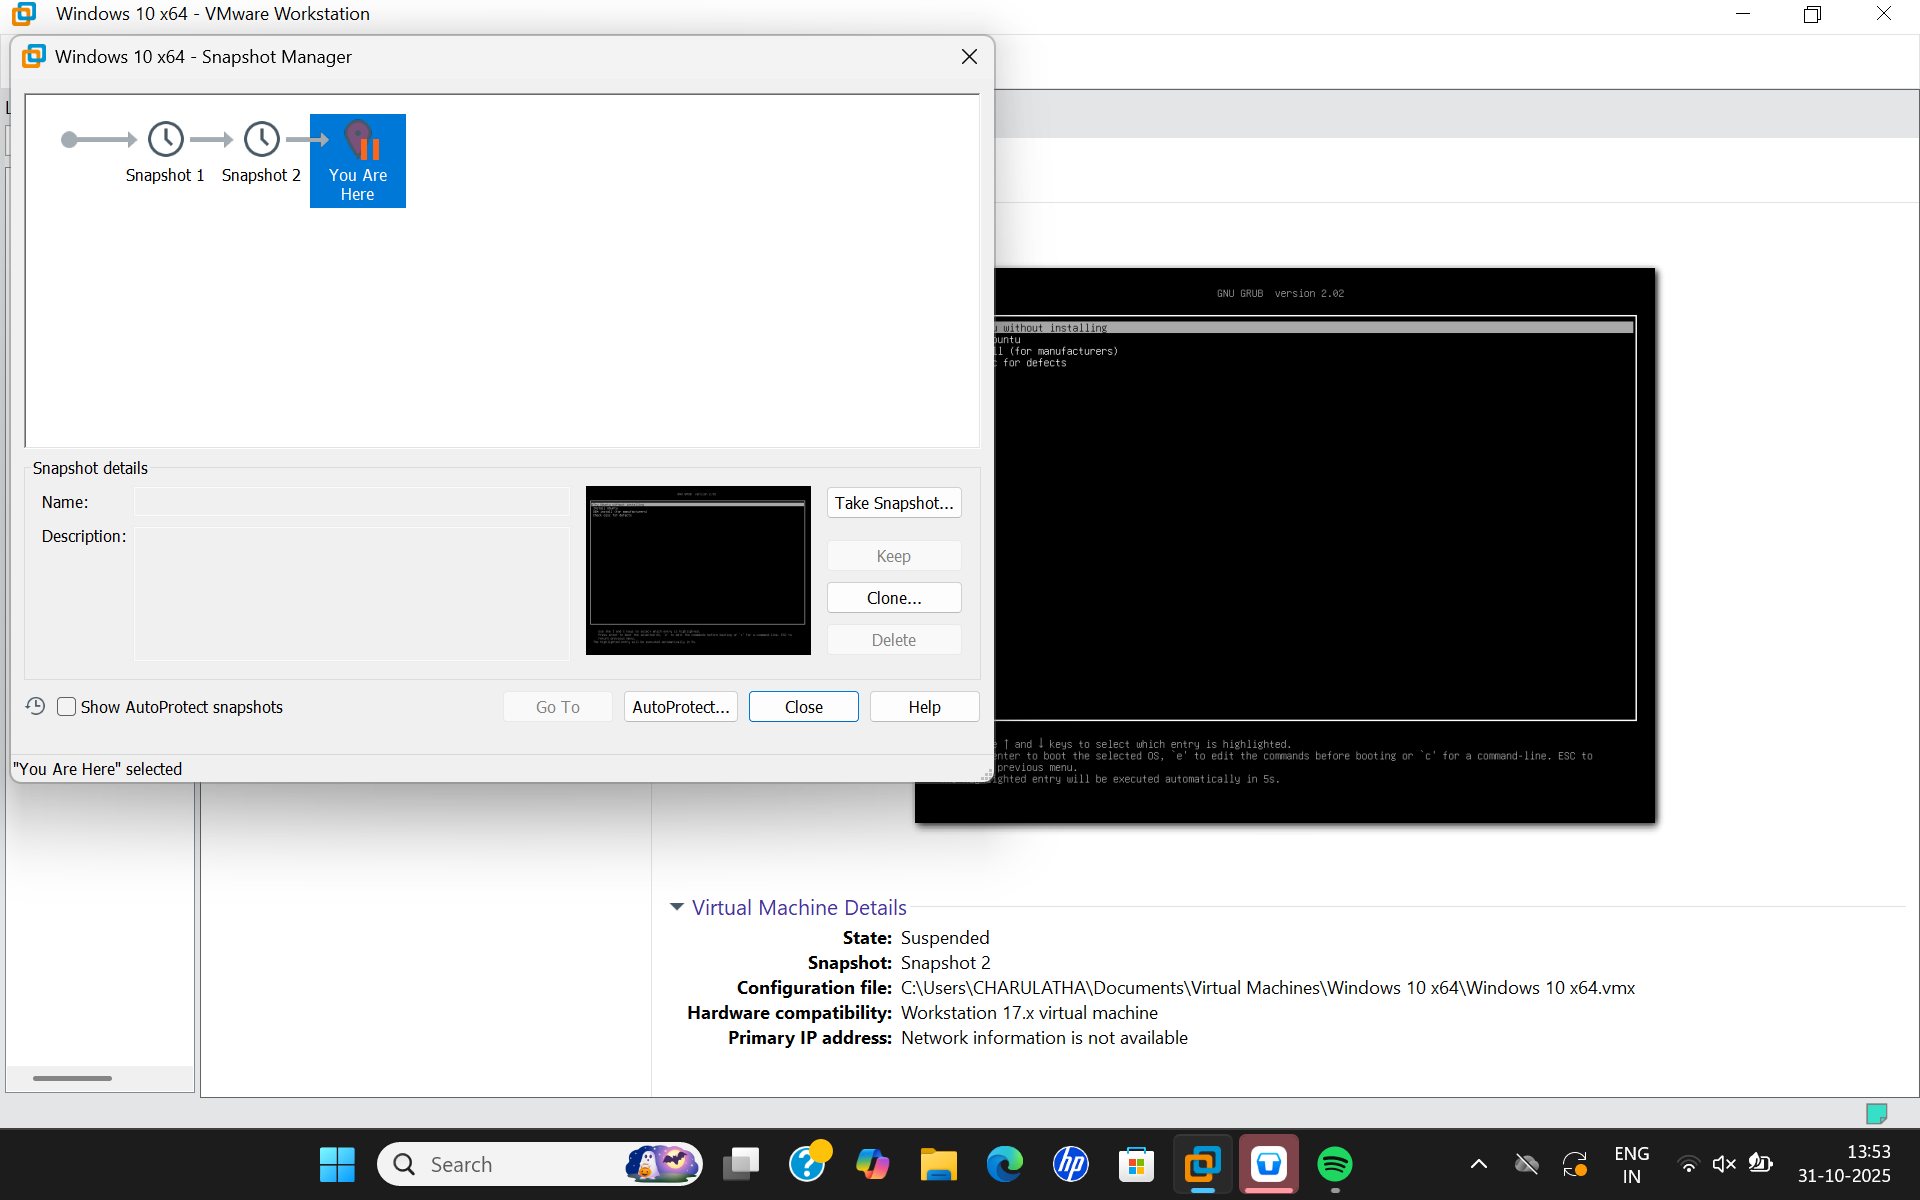 Windows 10 x64 - VMware Workstation
Windows 10 x64 - Snapshot Manager
Snapshot 1
Snapshot 2
You Are
Here
Snapshot details
Name:
Description:
Take Snapshot...
Keep
Clone...
Delete
Show AutoProtect snapshots
Go To
AutoProtect...
Close
Help
"You Are Here" selected
GNU GRUB version 2.02
without installing
(for manufacturers)
for defects
↑ and ↓ keys to select which entry is highlighted.
enter to boot the selected OS, `e' to edit the commands before booting or `c' for a command-line. ESC to
previous menu.
entry will be executed automatically in 5s.
Virtual Machine Details
State: Suspended
Snapshot: Snapshot 2
Configuration file: C:\Users\CHARULATHA\Documents\Virtual Machines\Windows 10 x64\Windows 10 x64.vmx
Hardware compatibility: Workstation 17.x virtual machine
Primary IP address: Network information is not available
Search
hp
ENG
IN
13:53
31-10-2025